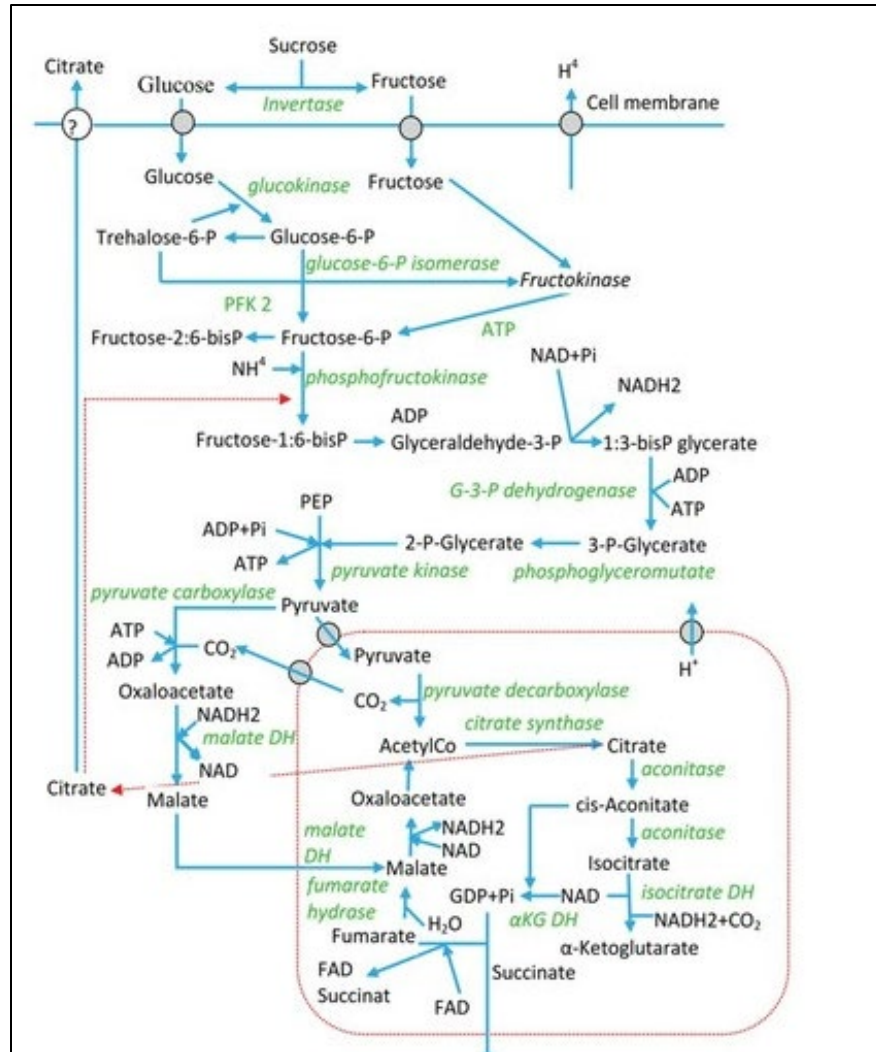 Sucrose
Citrate
Glucose
Fructose
H⁴
Invertase
Cell membrane
?
Glucose
glucokinase
Fructose
Trehalose-6-P
Glucose-6-P
glucose-6-P isomerase
Fructokinase
PFK 2
ATP
Fructose-2:6-bisP
Fructose-6-P
NH⁴
phosphofructokinase
NAD+Pi
NADH2
ADP
Fructose-1:6-bisP
Glyceraldehyde-3-P
1:3-bisP glycerate
G-3-P dehydrogenase
ADP
ATP
PEP
ADP+Pi
2-P-Glycerate
3-P-Glycerate
ATP
pyruvate kinase
phosphoglyceromutate
pyruvate carboxylase
Pyruvate
ATP
ADP
CO₂
Pyruvate
H⁺
Oxaloacetate
CO₂
pyruvate decarboxylase
NADH2
malate DH
citrate synthase
NAD
AcetylCo
Citrate
Citrate
Malate
aconitase
Oxaloacetate
cis-Aconitate
malate
DH
NADH2
NAD
aconitase
Malate
Isocitrate
fumarate
hydrase
GDP+Pi
NAD
isocitrate DH
H₂O
αKG DH
NADH2+CO₂
Fumarate
α-Ketoglutarate
FAD
Succinate
Succinat
FAD